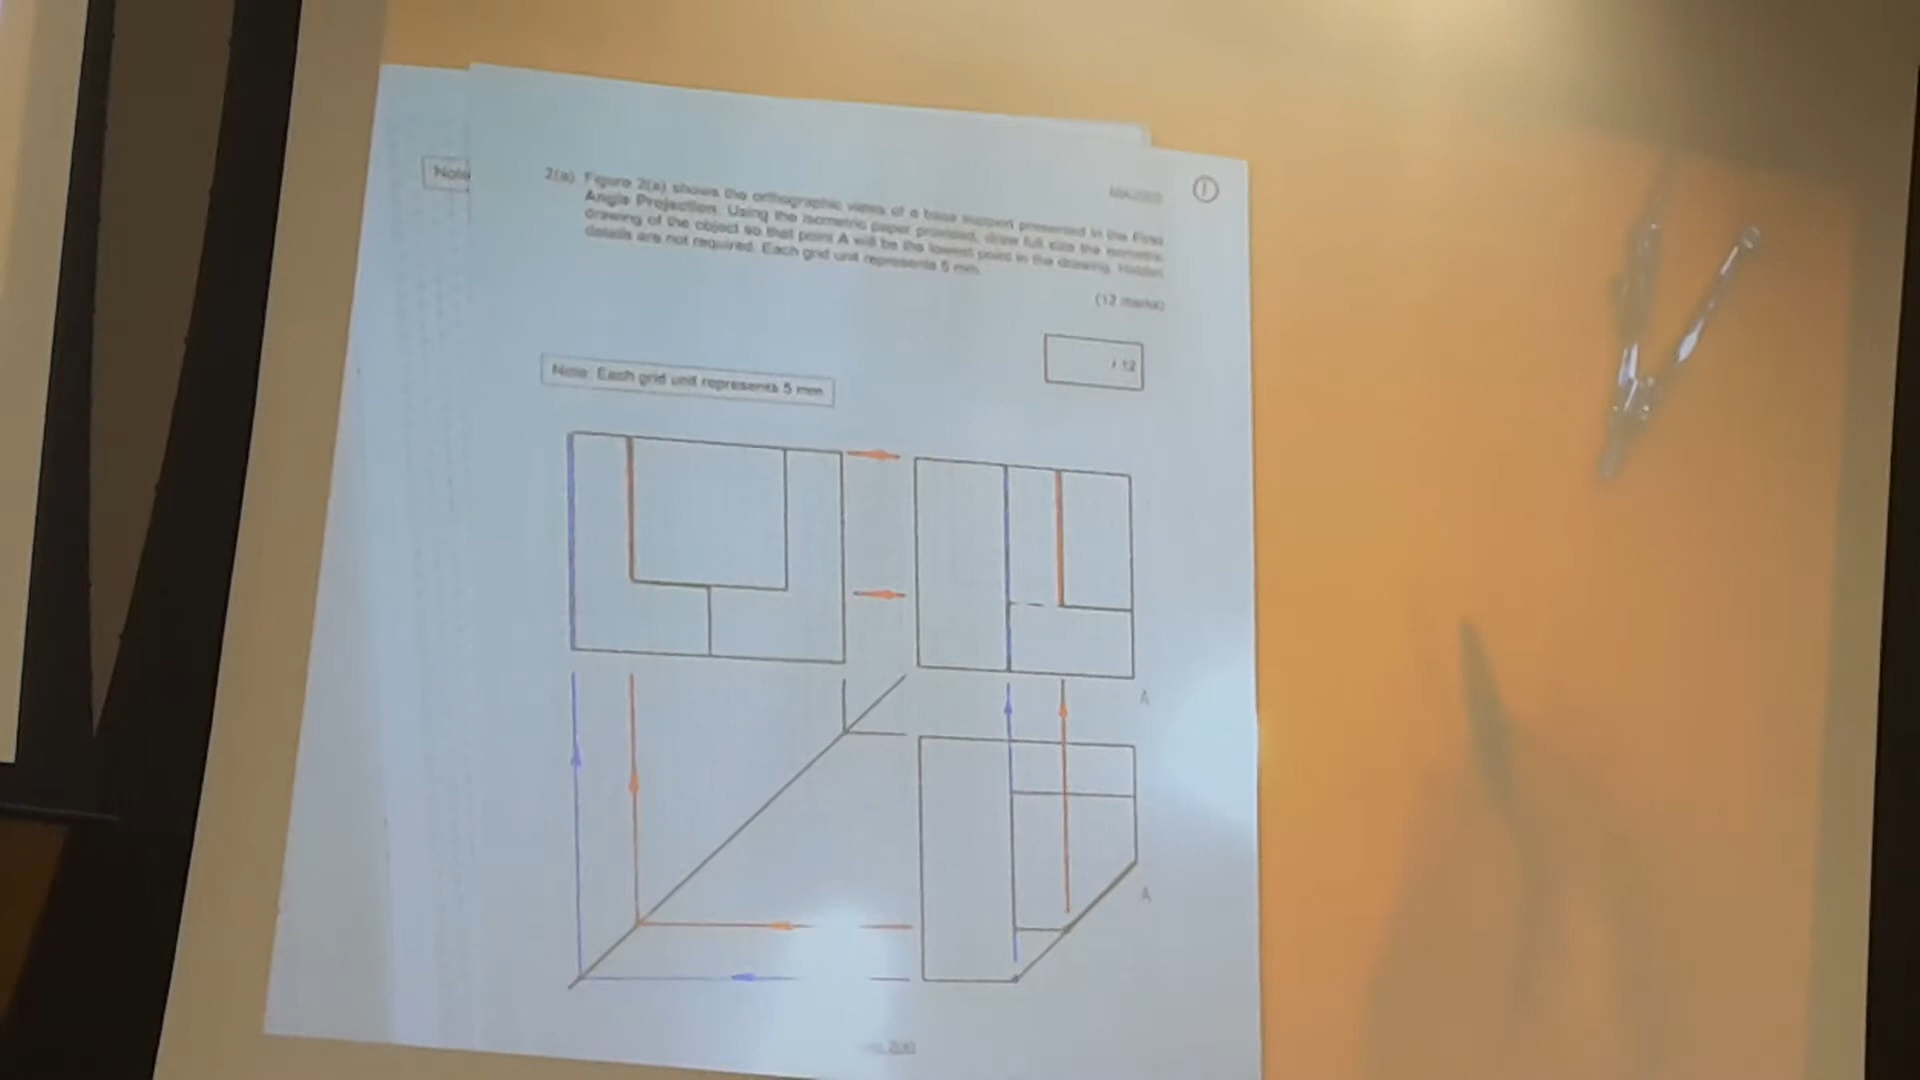 Note
2(a) Figure 2(a) shows the orthographic views of a base support presented in the First
Angle Projection. Using the isometric paper provided, draw full size the isometric
drawing of the object so that point A will be the lowest point in the drawing. Hidden
details are not required. Each grid unit represents 5 mm.
(12 marks)
/ 12
Note: Each grid unit represents 5 mm
A
A
2(a)